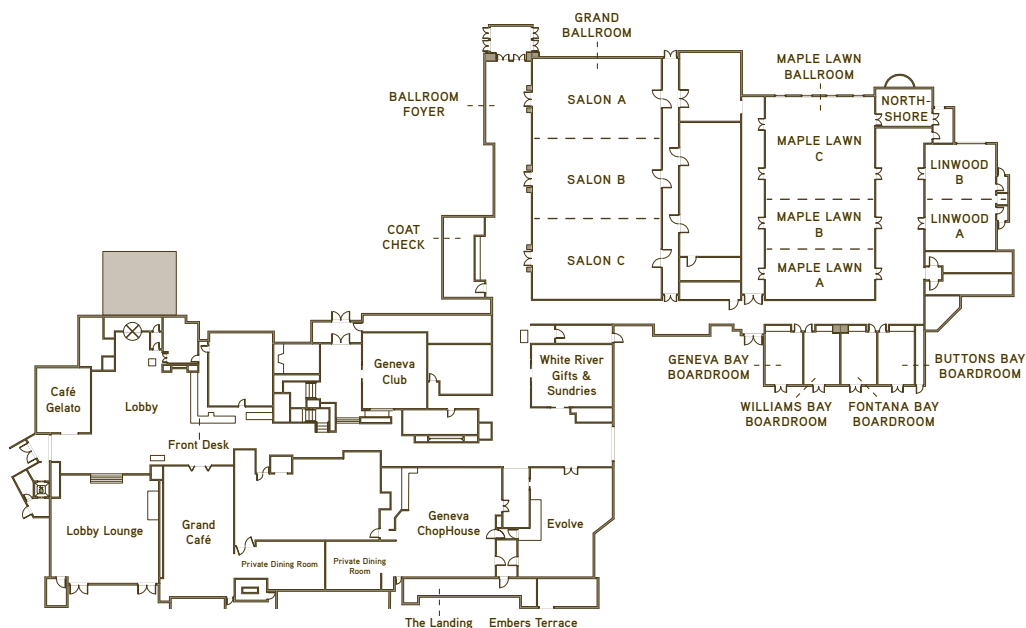 GRAND
BALLROOM
MAPLE LAWN
BALLROOM
BALLROOM
FOYER
SALON A
NORTH-
SHORE
MAPLE LAWN
C
LINWOOD
B
SALON B
COAT
CHECK
MAPLE LAWN
B
LINWOOD
A
SALON C
MAPLE LAWN
A
GENEVA BAY
BOARDROOM
BUTTONS BAY
BOARDROOM
WILLIAMS BAY
BOARDROOM
FONTANA BAY
BOARDROOM
White River
Gifts &
Sundries
Geneva
Club
Café
Gelato
Lobby
Front Desk
Lobby Lounge
Grand
Café
Geneva
ChopHouse
Evolve
Private Dining Room
Private Dining
Room
The Landing
Embers Terrace